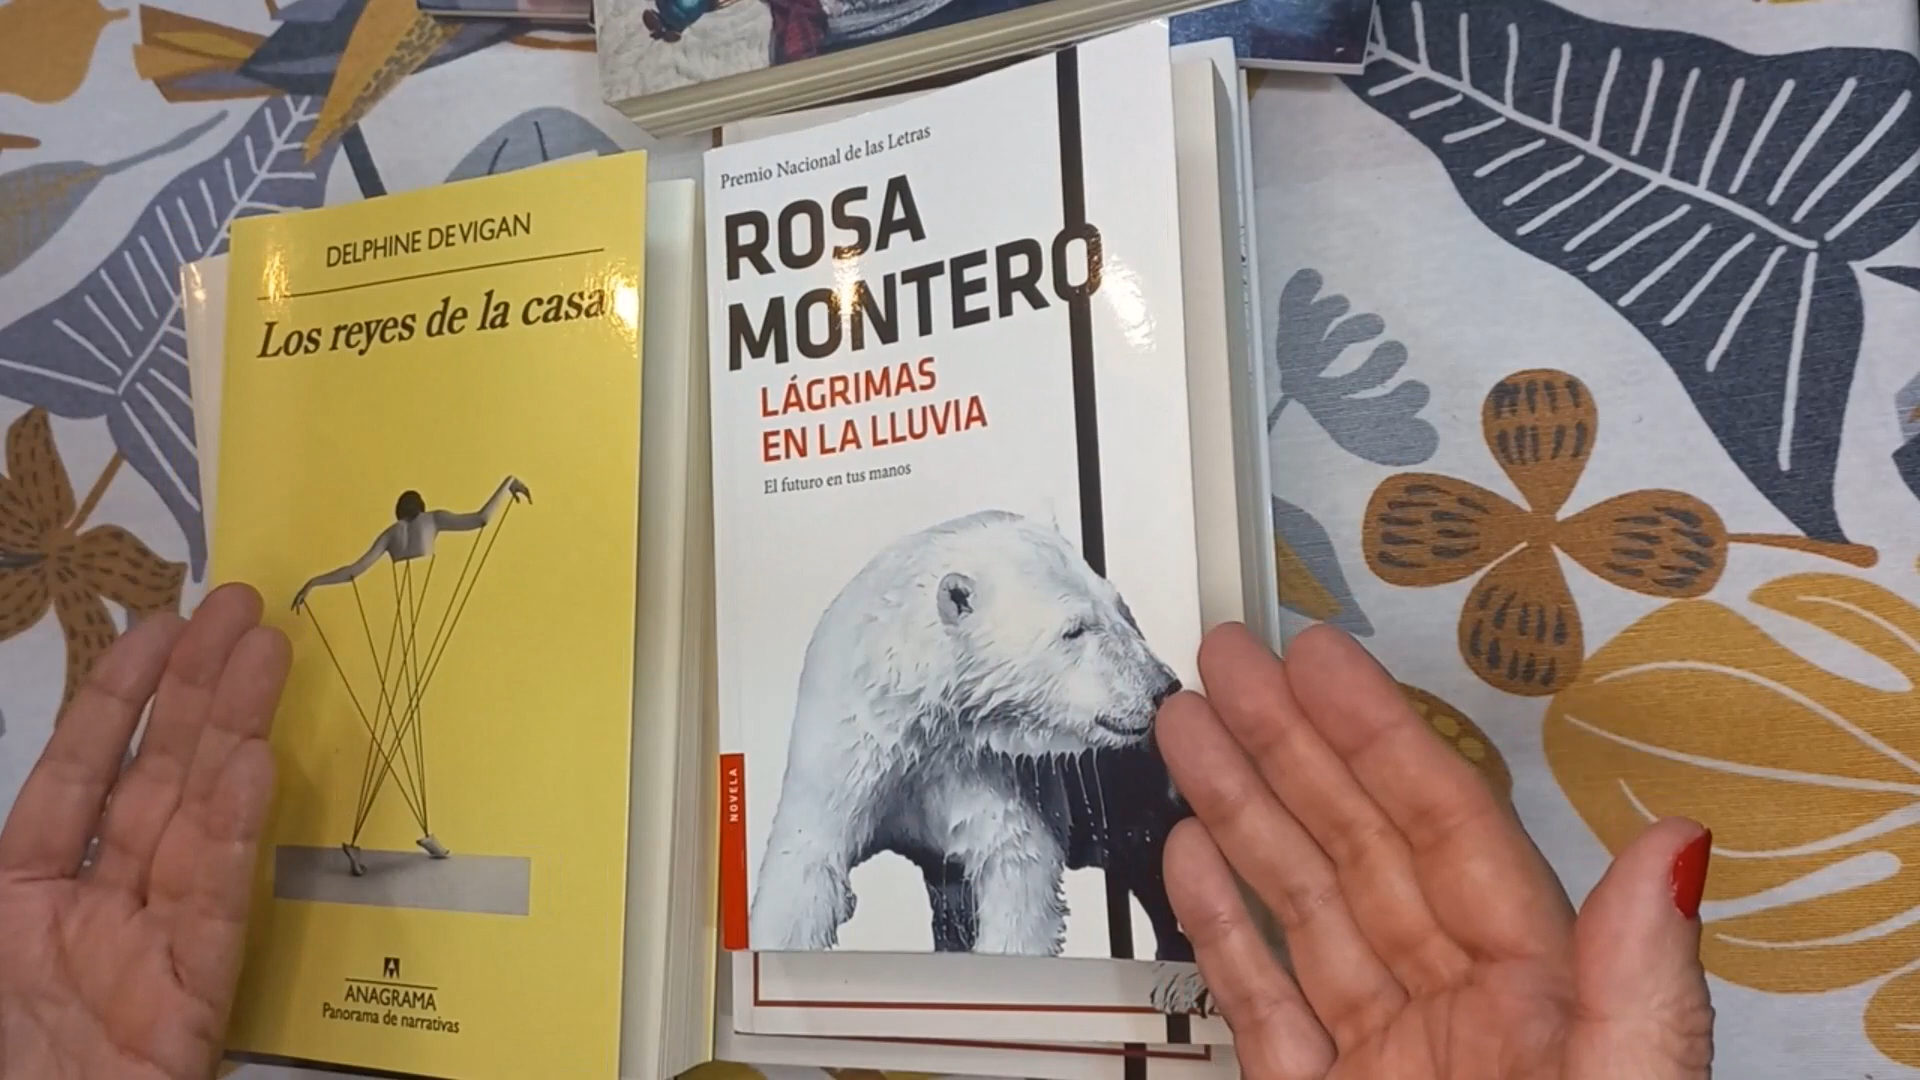 DELPHINE DE VIGAN
Los reyes de la casa
ANAGRAMA
Panorama de narrativas
Premio Nacional de las Letras
ROSA
MONTERO
LÁGRIMAS
EN LA LLUVIA
El futuro en tus manos
NOVELA